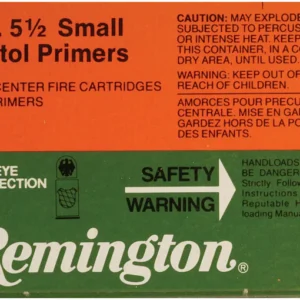 . 5½ Small
tol Primers
CENTER FIRE CARTRIDGES
RIMERS
CAUTION: MAY EXPLODE
SUBJECTED TO PERCUS
OR INTENSE HEAT. KEEP
THIS CONTAINER, IN A C
DRY AREA, UNTIL USED.
WARNING: KEEP OUT OF
REACH OF CHILDREN.
AMORCES POUR PRECU
CENTRALE. MISE EN GA
GARDEZ HORS DE LA PO
DES ENFANTS.
EYE
ECTION
SAFETY
WARNING
HANDLOADS
BE DANGER
Strictly Follow
Instructions
Reputable H
loading Manu
Remington®